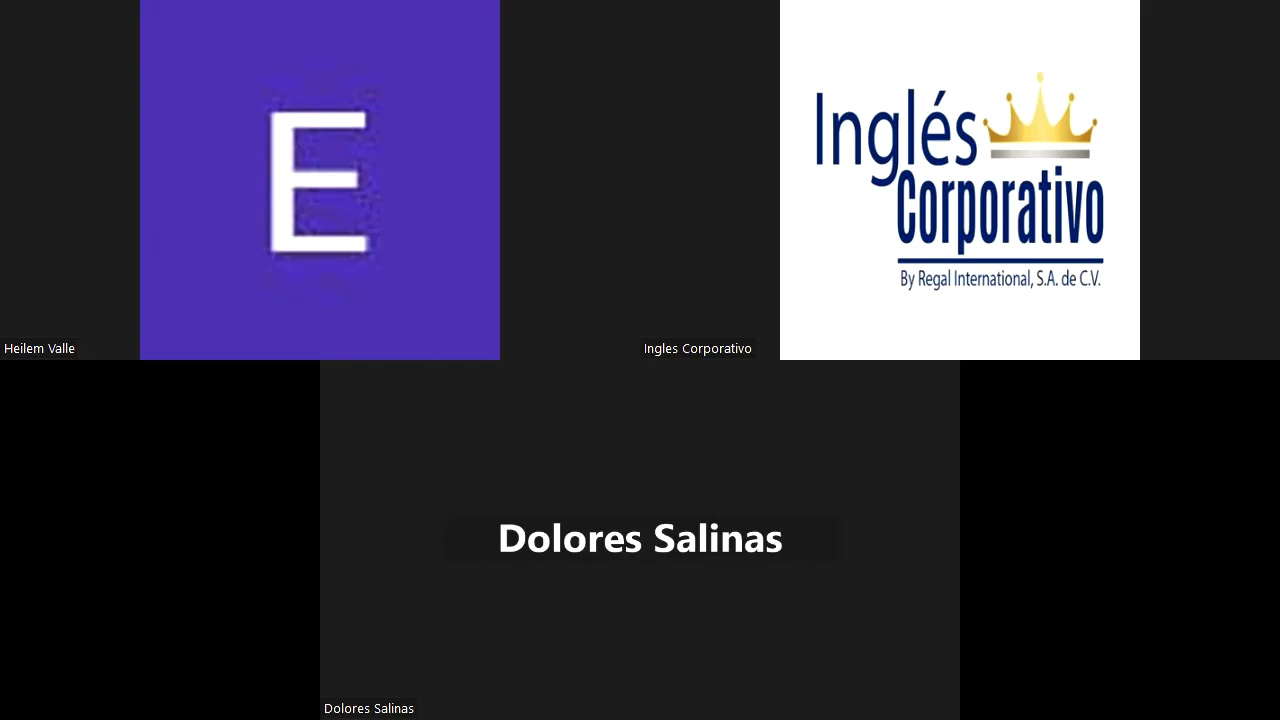 E
Inglés
Corporativo
By Regal International, S.A. de C.V.
Heilem Valle
Ingles Corporativo
Dolores Salinas
Dolores Salinas